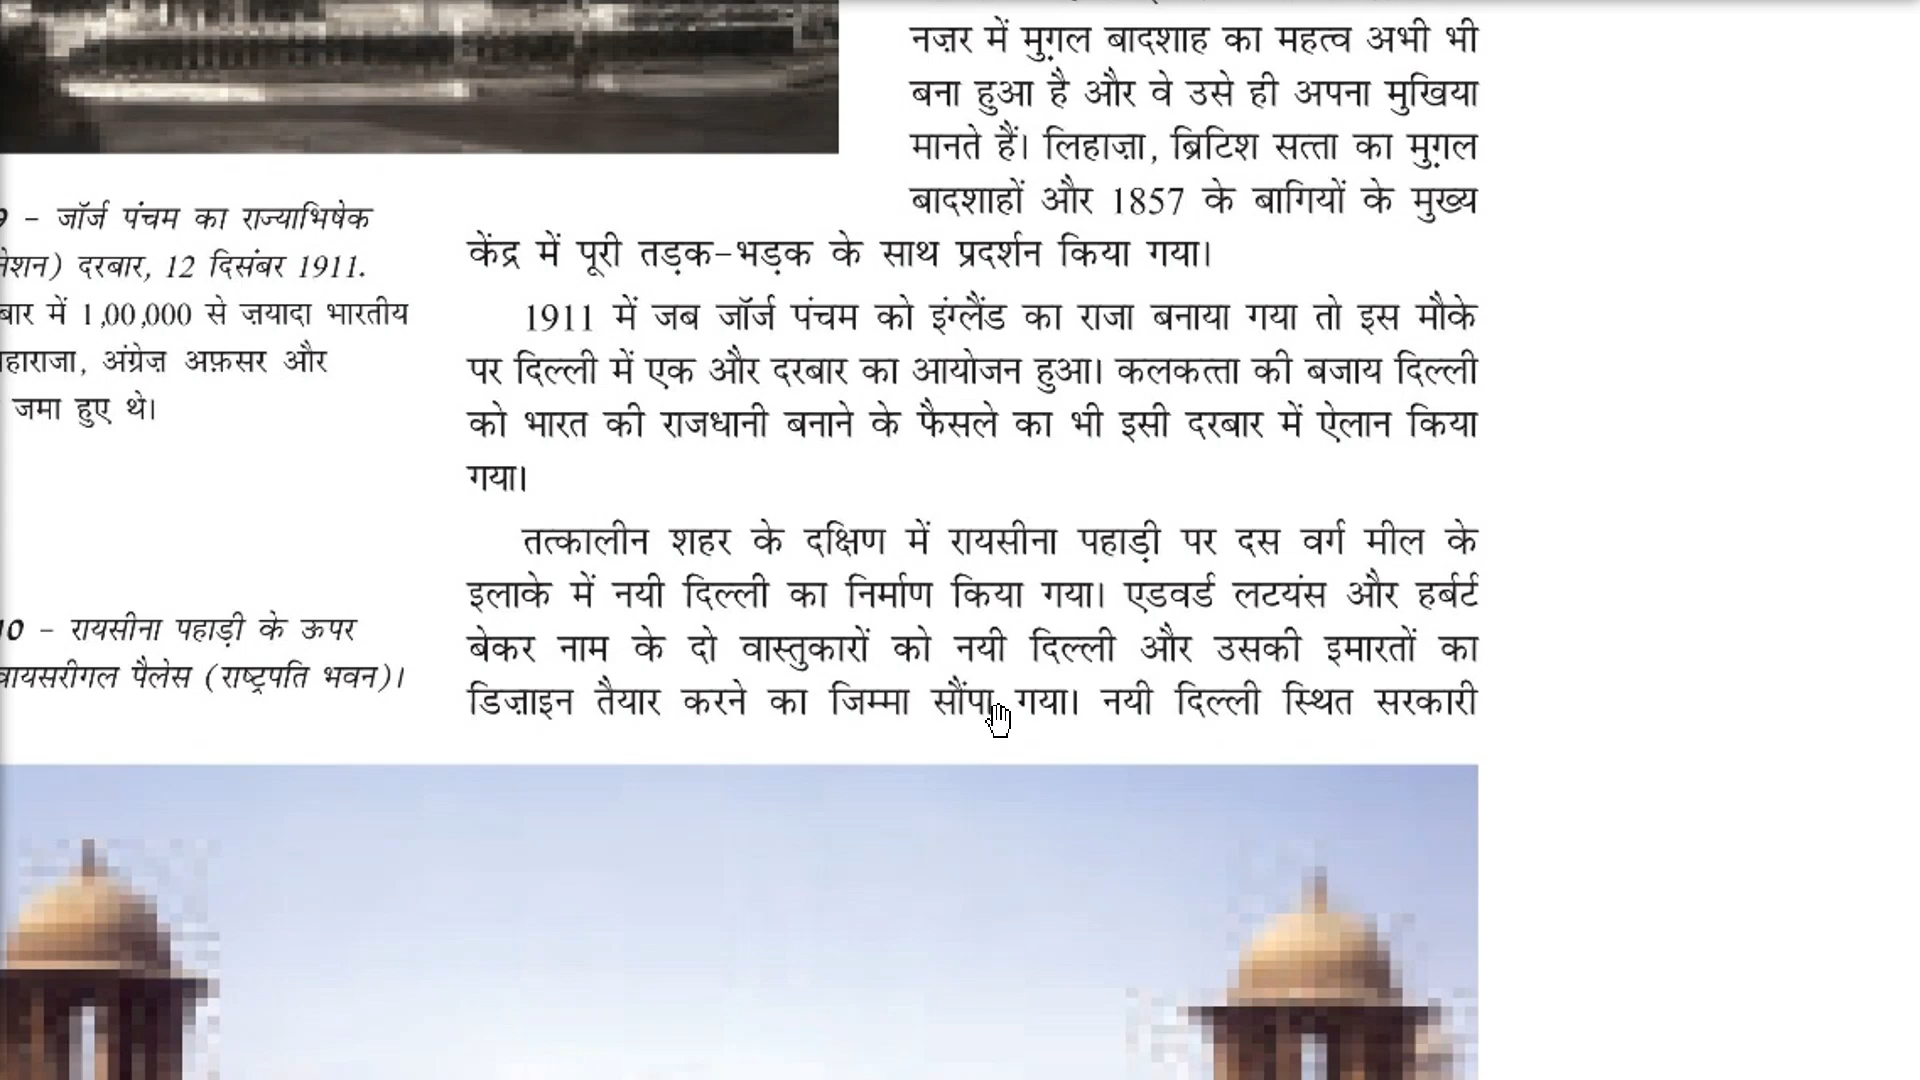 नज़र में मुग़ल बादशाह का महत्व अभी भी
बना हुआ है और वे उसे ही अपना मुखिया
मानते हैं। लिहाज़ा, ब्रिटिश सत्ता का मुग़ल
बादशाहों और 1857 के बागियों के मुख्य
केंद्र में पूरी तड़क-भड़क के साथ प्रदर्शन किया गया।
1911 में जब जॉर्ज पंचम को इंग्लैंड का राजा बनाया गया तो इस मौके
पर दिल्ली में एक और दरबार का आयोजन हुआ। कलकत्ता की बजाय दिल्ली
को भारत की राजधानी बनाने के फैसले का भी इसी दरबार में ऐलान किया
गया।
तत्कालीन शहर के दक्षिण में रायसीना पहाड़ी पर दस वर्ग मील के
इलाके में नयी दिल्ली का निर्माण किया गया। एडवर्ड लटयंस और हर्बर्ट
बेकर नाम के दो वास्तुकारों को नयी दिल्ली और उसकी इमारतों का
डिज़ाइन तैयार करने का जिम्मा सौंपा गया। नयी दिल्ली स्थित सरकारी
9 - जॉर्ज पंचम का राज्याभिषेक
दरबार, 12 दिसंबर 1911.
में 1,00,000 से ज़यादा भारतीय
अंग्रेज़ अफ़सर और
जमा हुए थे।
10 - रायसीना पहाड़ी के ऊपर
वायसरीगल पैलेस (राष्ट्रपति भवन)।